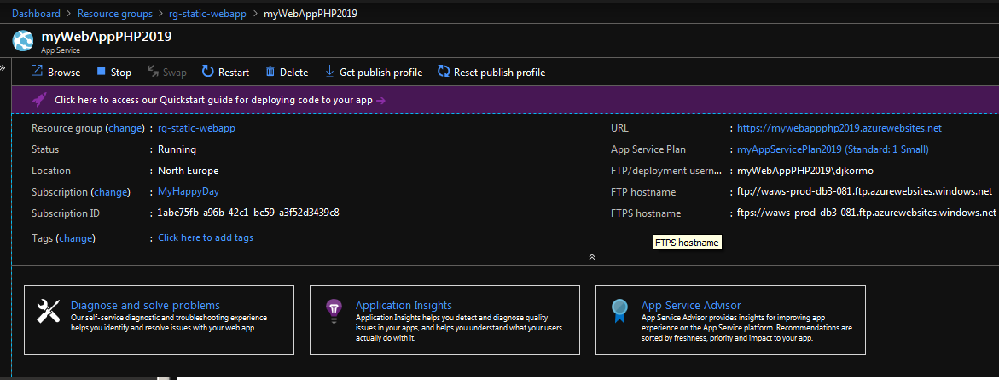 Dashboard > Resource groups > rg-static-webapp > myWebAppPHP2019
myWebAppPHP2019
App Service
»
Browse Stop Swap Restart Delete Get publish profile Reset publish profile
Click here to access our Quickstart guide for deploying code to your app →
Resource group (change) : rg-static-webapp
Status : Running
Location : North Europe
Subscription (change) : MyHappyDay
Subscription ID : 1abe75fb-a96b-42c1-be59-a3f52d3439c8
Tags (change) : Click here to add tags
URL : https://mywebappphp2019.azurewebsites.net
App Service Plan : myAppServicePlan2019 (Standard: 1 Small)
FTP/deployment usern... : myWebAppPHP2019\djkormo
FTP hostname : ftp://waws-prod-db3-081.ftp.azurewebsites.windows.net
FTPS hostname : ftps://waws-prod-db3-081.ftp.azurewebsites.windows.net
FTPS hostname
Diagnose and solve problems
Our self-service diagnostic and troubleshooting experience
helps you identify and resolve issues with your web app.
Application Insights
Application Insights helps you detect and diagnose quality
issues in your apps, and helps you understand what your users
actually do with it.
App Service Advisor
App Service Advisor provides insights for improving app
experience on the App Service platform. Recommendations are
sorted by freshness, priority and impact to your app.